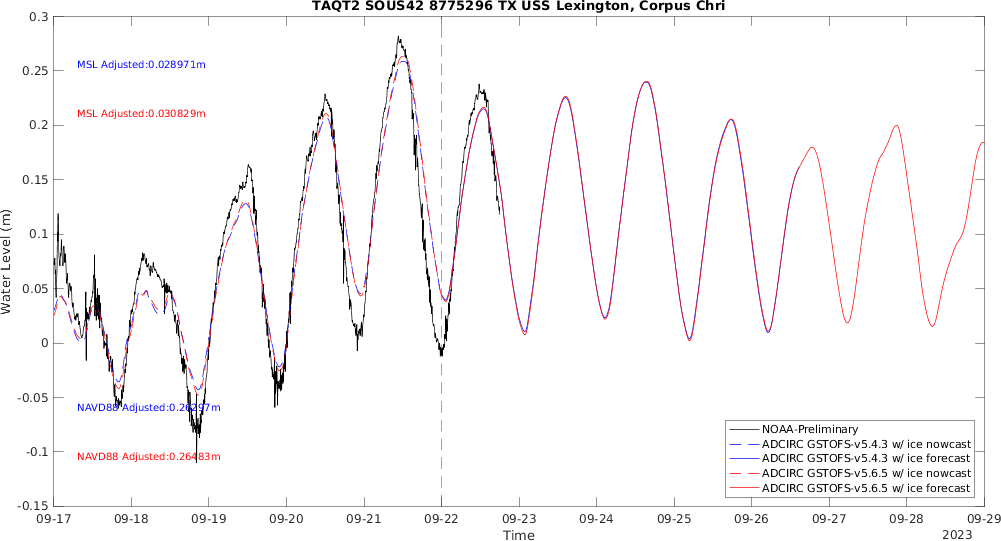 TAQT2 SOUS42 8775296 TX USS Lexington, Corpus Chri
0.3
0.25
0.2
0.15
0.1
0.05
0
-0.05
-0.1
-0.15
Water Level (m)
MSL Adjusted:0.028971m
MSL Adjusted:0.030829m
NAVD88 Adjusted:0.26297m
NAVD88 Adjusted:0.26483m
NOAA-Preliminary
ADCIRC GSTOFS-v5.4.3 w/ ice nowcast
ADCIRC GSTOFS-v5.4.3 w/ ice forecast
ADCIRC GSTOFS-v5.6.5 w/ ice nowcast
ADCIRC GSTOFS-v5.6.5 w/ ice forecast
09-17 09-18 09-19 09-20 09-21 09-22 09-23 09-24 09-25 09-26 09-27 09-28 09-29
Time
2023